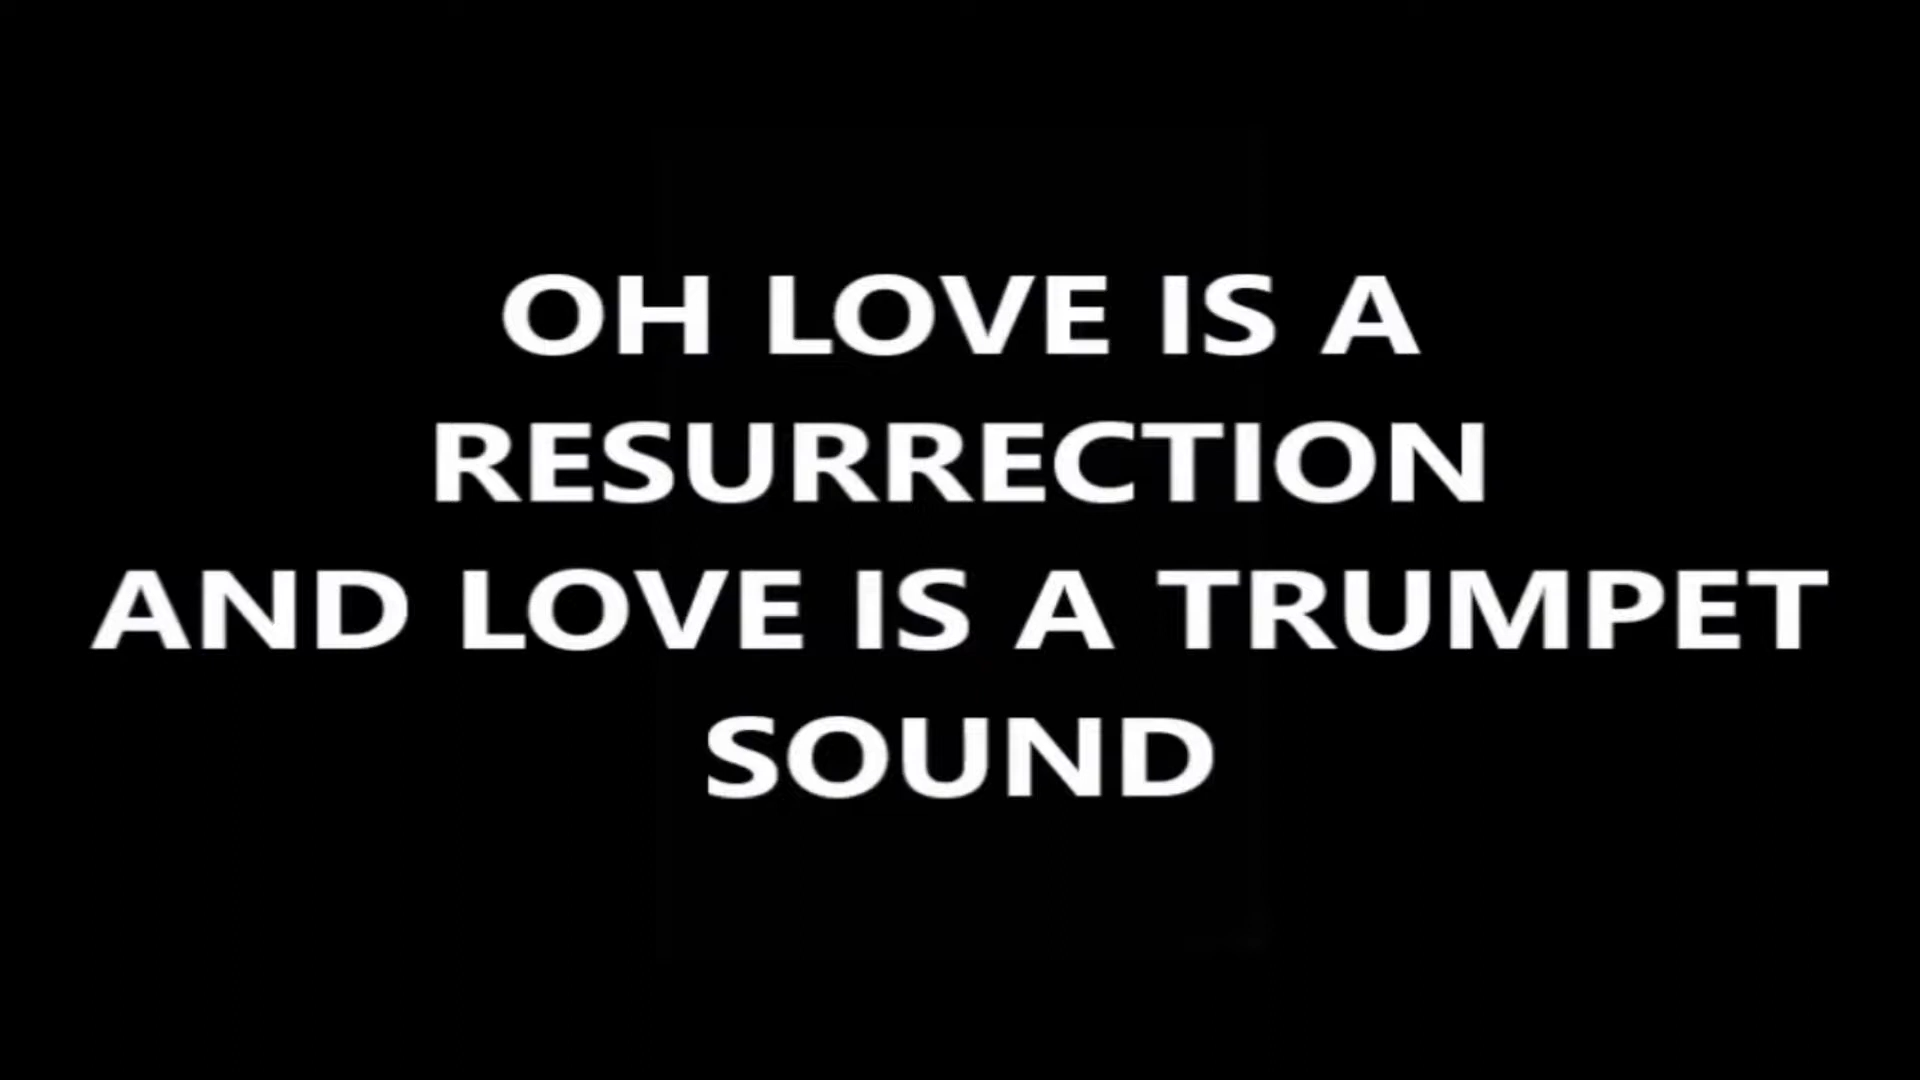 OH LOVE IS A
RESURRECTION
AND LOVE IS A TRUMPET
SOUND